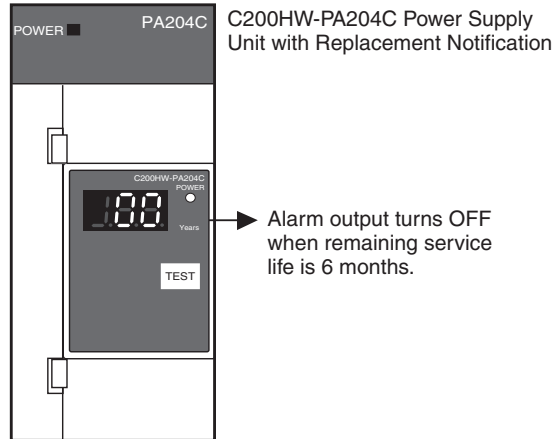 POWER
PA204C
C200HW-PA204C Power Supply
Unit with Replacement Notification
C200HW-PA204C
POWER
00
Years
TEST
Alarm output turns OFF
when remaining service
life is 6 months.